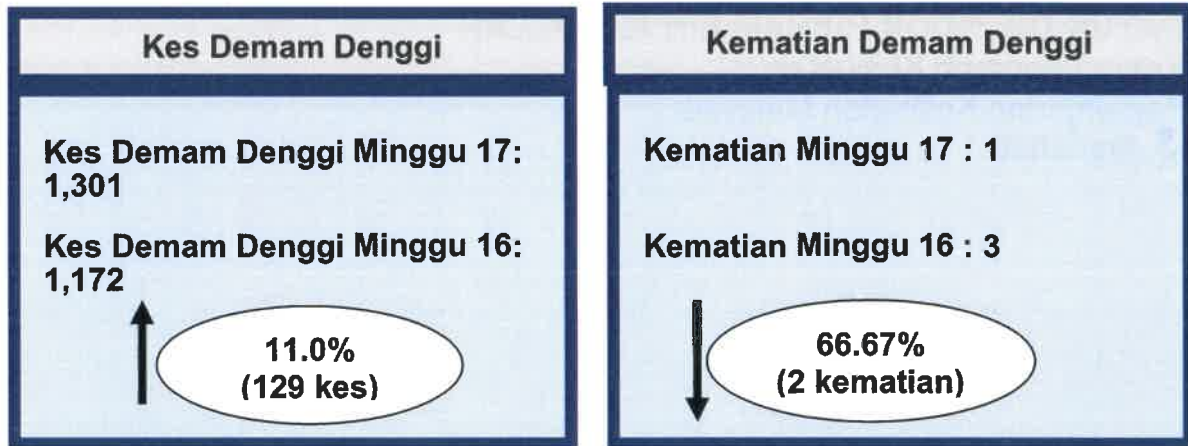 Kes Demam Denggi
Kes Demam Denggi Minggu 17:
1,301
Kes Demam Denggi Minggu 16:
1,172
11.0%
(129 kes)
Kematian Demam Denggi
Kematian Minggu 17 : 1
Kematian Minggu 16 : 3
66.67%
(2 kematian)